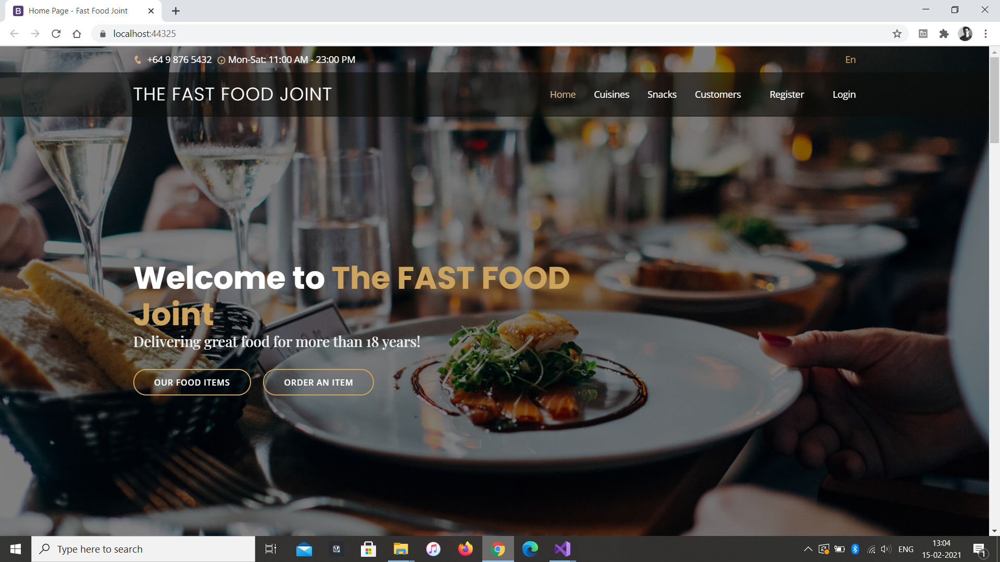 Home Page - Fast Food Joint
localhost:44325
+64 9 876 5432 Mon-Sat: 11:00 AM - 23:00 PM En
THE FAST FOOD JOINT Home Cuisines Snacks Customers Register Login
Welcome to The FAST FOOD
Joint
Delivering great food for more than 18 years!
OUR FOOD ITEMS ORDER AN ITEM
Type here to search
ENG
13:04
15-02-2021
1